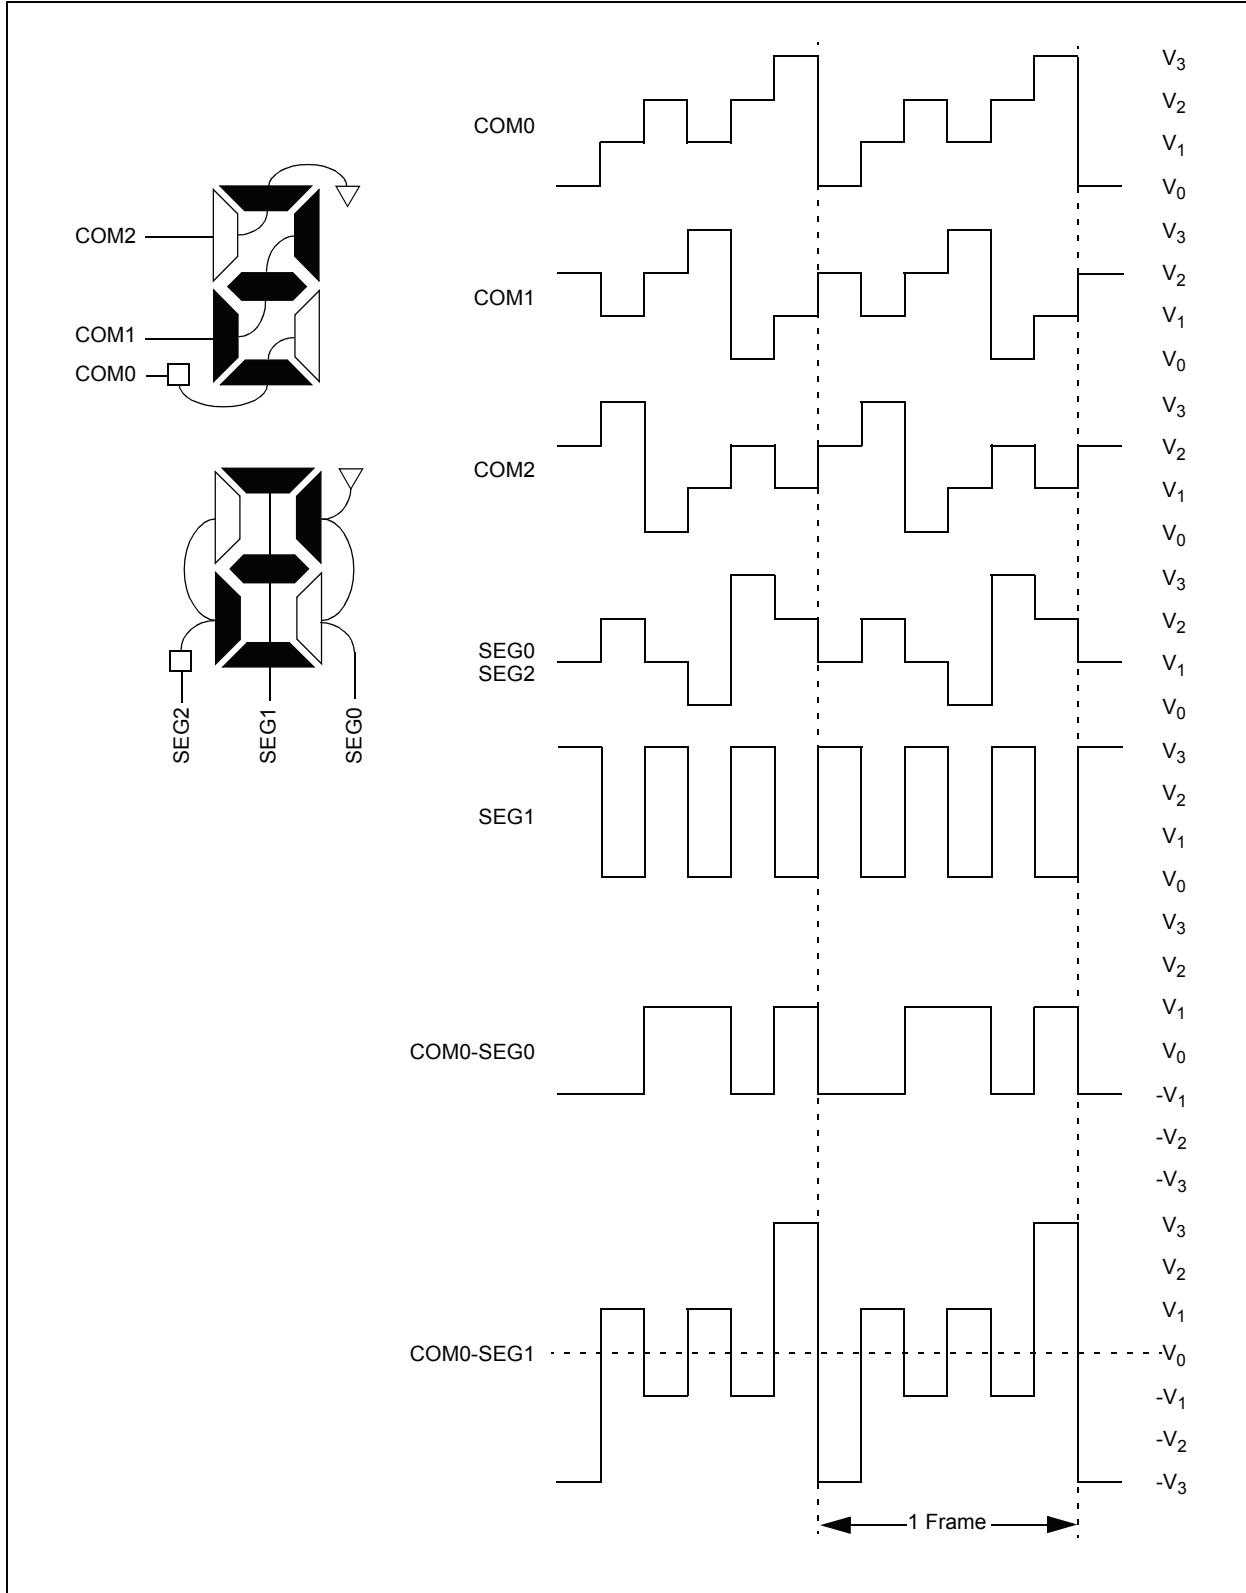 COM2
COM1
COM0
SEG2
SEG1
SEG0
COM0
V3
V2
V1
V0
COM1
V3
V2
V1
V0
COM2
V3
V2
V1
V0
SEG0
SEG2
V3
V2
V1
V0
SEG1
V3
V2
V1
V0
COM0-SEG0
V3
V2
V1
V0
-V1
-V2
-V3
COM0-SEG1
V3
V2
V1
V0
-V1
-V2
-V3
1 Frame